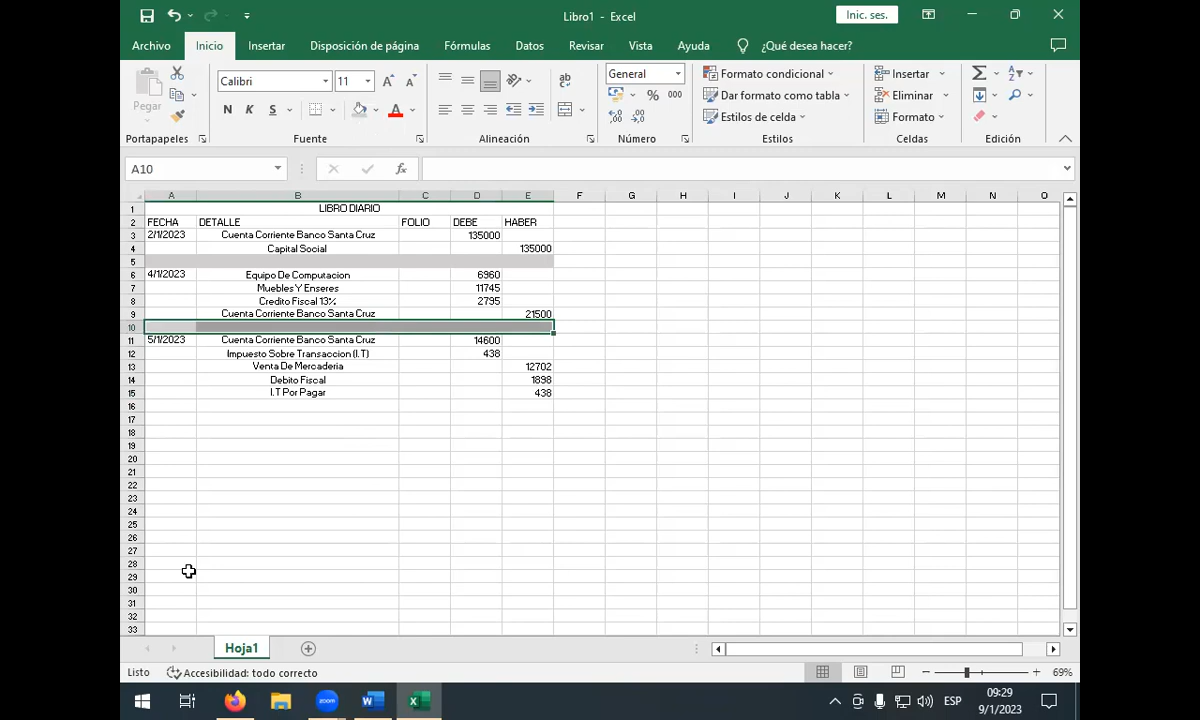 Libro1 - Excel
Inic. ses.
Archivo Inicio Insertar Disposición de página Fórmulas Datos Revisar Vista Ayuda ¿Qué desea hacer?
Pegar
Calibri 11
N K S
A A
ab
General
% 000
Formato condicional
Dar formato como tabla
Estilos de celda
Insertar
Eliminar
Formato
Portapapeles Fuente Alineación Número Estilos Celdas Edición
A10 fx
A B C D E F G H I J K L M N O
1 LIBRO DIARIO
2 FECHA DETALLE FOLIO DEBE HABER
3 2/1/2023 Cuenta Corriente Banco Santa Cruz 135000
4 Capital Social 135000
5
6 4/1/2023 Equipo De Computacion 6960
7 Muebles Y Enseres 11745
8 Credito Fiscal 13% 2795
9 Cuenta Corriente Banco Santa Cruz 21500
10
11 5/1/2023 Cuenta Corriente Banco Santa Cruz 14600
12 Impuesto Sobre Transaccion (I.T) 438
13 Venta De Mercaderia 12702
14 Debito Fiscal 1898
15 I.T Por Pagar 438
16
17
18
19
20
21
22
23
24
25
26
27
28
29
30
31
32
33
Hoja1
Listo Accesibilidad: todo correcto 69%
zoom
ESP
09:29
9/1/2023